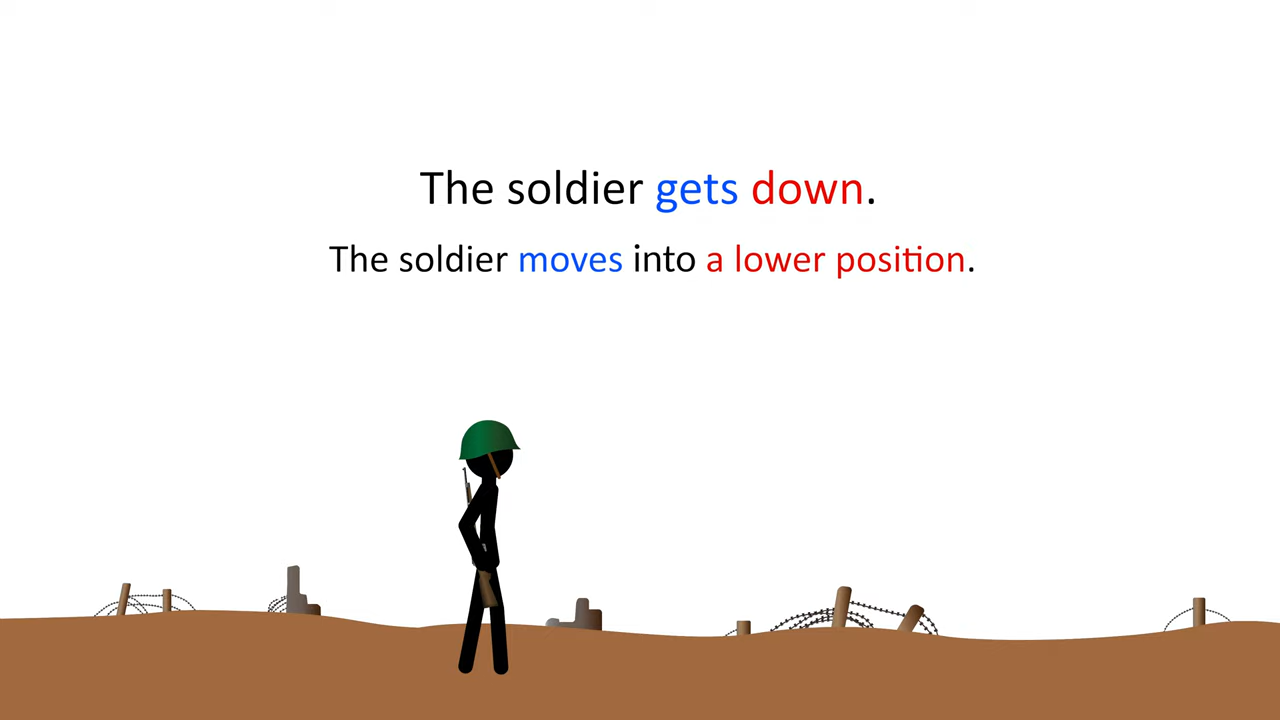 The soldier gets down.
The soldier moves into a lower position.